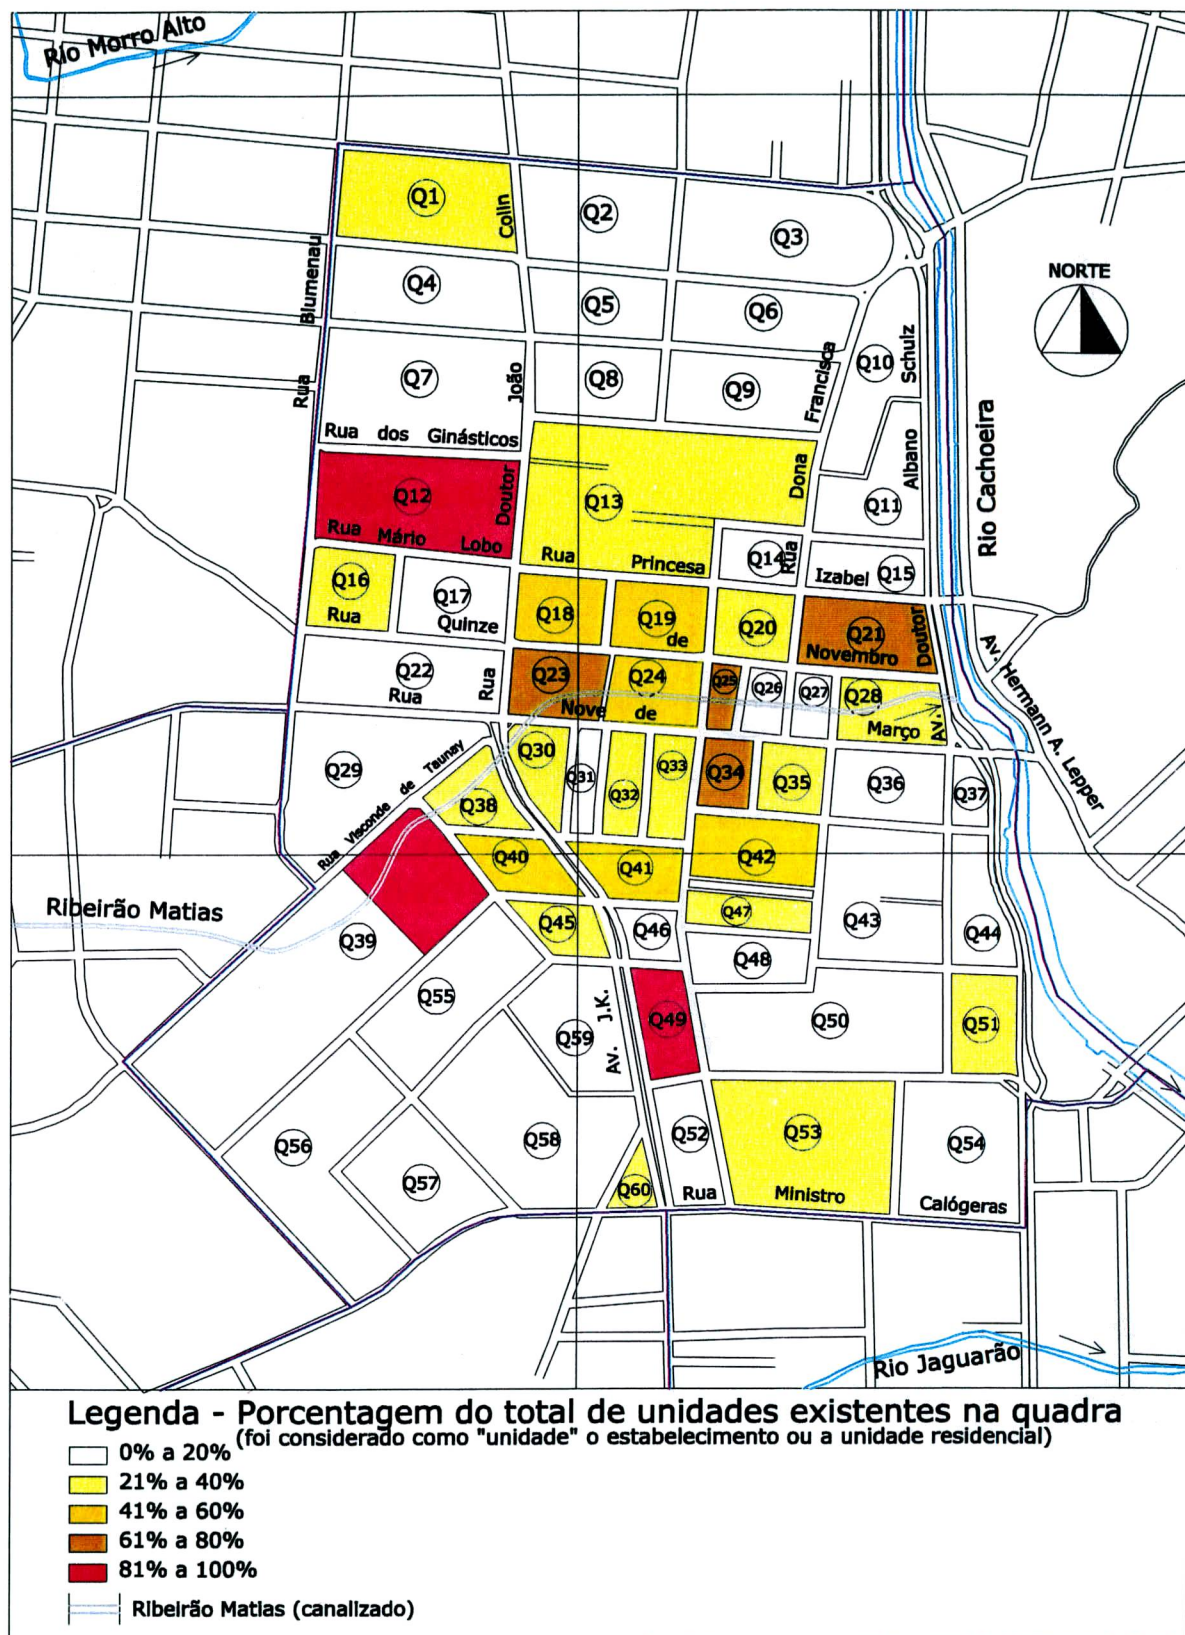 Rio Morro Alto
Q1
Colin
Q2
Q3
Blumenau
Q4
Q5
Q6
NORTE
Rua
Q7
João
Q8
Q9
Francisca
Q10
Schulz
Rua dos Ginásticos
Q12
Doutor
Q13
Dona
Q11
Albano
Rio Cachoeira
Rua Mário Lobo
Rua Princesa
Q14
Rua
Izabel
Q15
Q16
Rua
Q17
Quinze
Q18
Q19
de
Q20
Q21
Novembro
Doutor
Q22
Rua
Rua
Q23
Nove
Q24
de
Q25
Q26
Q27
Q28
Março
Av.
Av. Hermann A. Lepper
Q29
Rua Visconde de Taunay
Q30
Q31
Q32
Q33
Q34
Q35
Q36
Q37
Q38
Q40
Q41
Q42
Ribeirão Matias
Q39
Q45
Q46
Q47
Q43
Q44
Q48
Q55
Q59
Av. J.K.
Q49
Q50
Q51
Q56
Q57
Q58
Q52
Q53
Q54
Q60
Rua Ministro Calógeras
Rio Jaguarão
Legenda - Porcentagem do total de unidades existentes na quadra
(foi considerado como "unidade" o estabelecimento ou a unidade residencial)
0% a 20%
21% a 40%
41% a 60%
61% a 80%
81% a 100%
Ribeirão Matias (canalizado)